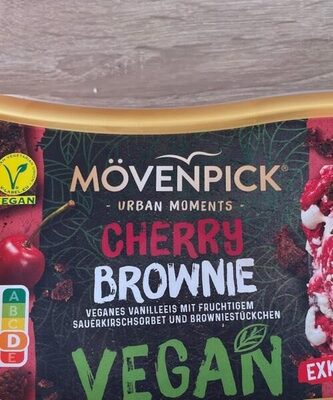 MÖVENPICK®
- URBAN MOMENTS -
VEGAN
CHERRY
BROWNIE
VEGANES VANILLEEIS MIT FRUCHTIGEM
SAUERKIRSCHSORBET UND BROWNIESTÜCKCHEN
A
B
C
D
E
VEGAN